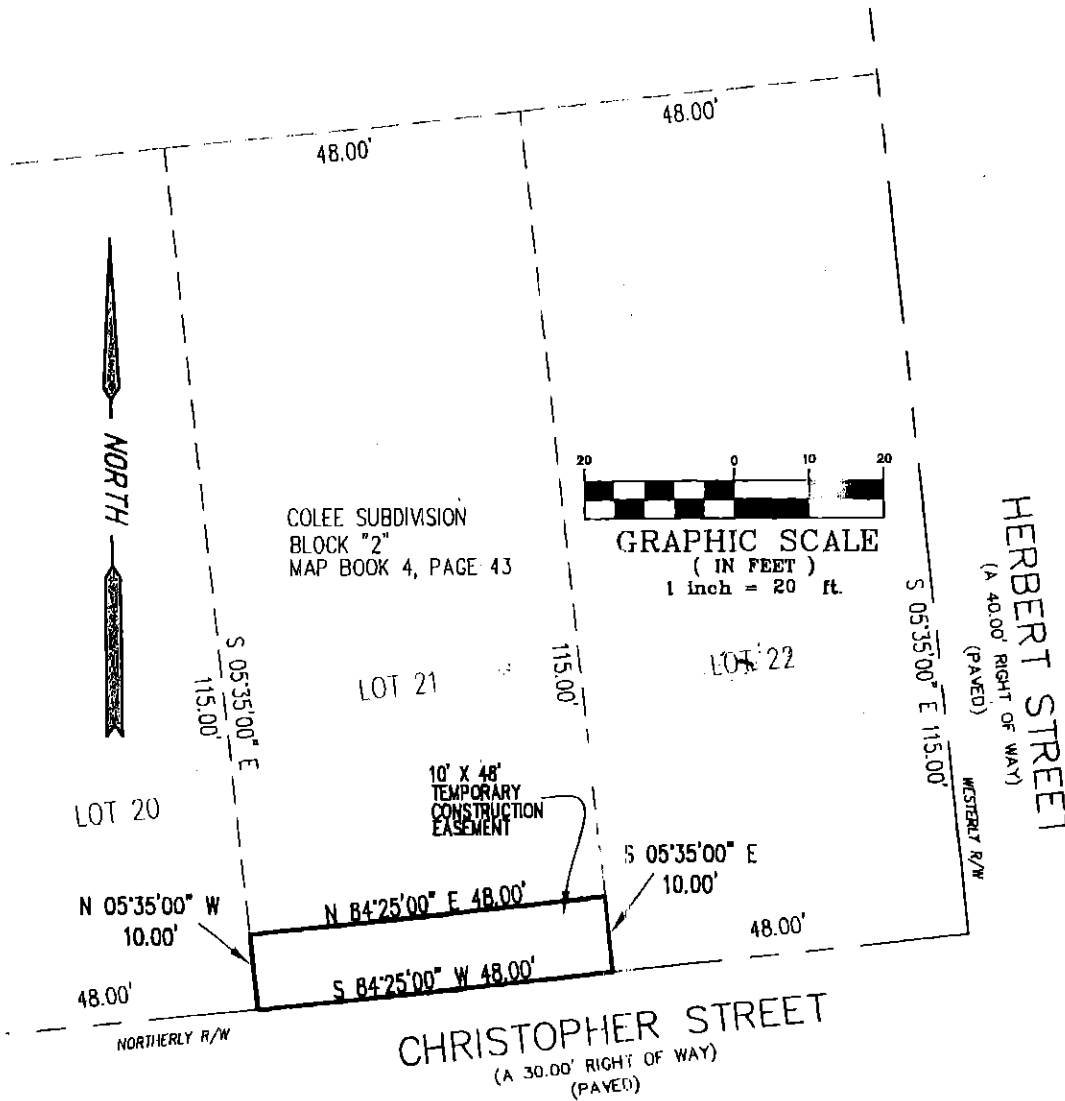 48.00'
48.00'
NORTH
20 0 10 20
GRAPHIC SCALE
( IN FEET )
1 inch = 20 ft.
COLEE SUBDIVISION
BLOCK "2"
MAP BOOK 4, PAGE 43
HERBERT STREET
(A 40.00' RIGHT OF WAY)
(PAVED)
WESTERLY R/W
S 05°35'00" E 115.00'
S 05°35'00" E
115.00'
115.00'
LOT 21
LOT 22
LOT 20
10' X 48'
TEMPORARY
CONSTRUCTION
EASEMENT
S 05°35'00" E
10.00'
N 05°35'00" W
10.00'
N 84°25'00" E 48.00'
S 84°25'00" W 48.00'
48.00'
48.00'
NORTHERLY R/W
CHRISTOPHER STREET
(A 30.00' RIGHT OF WAY)
(PAVED)